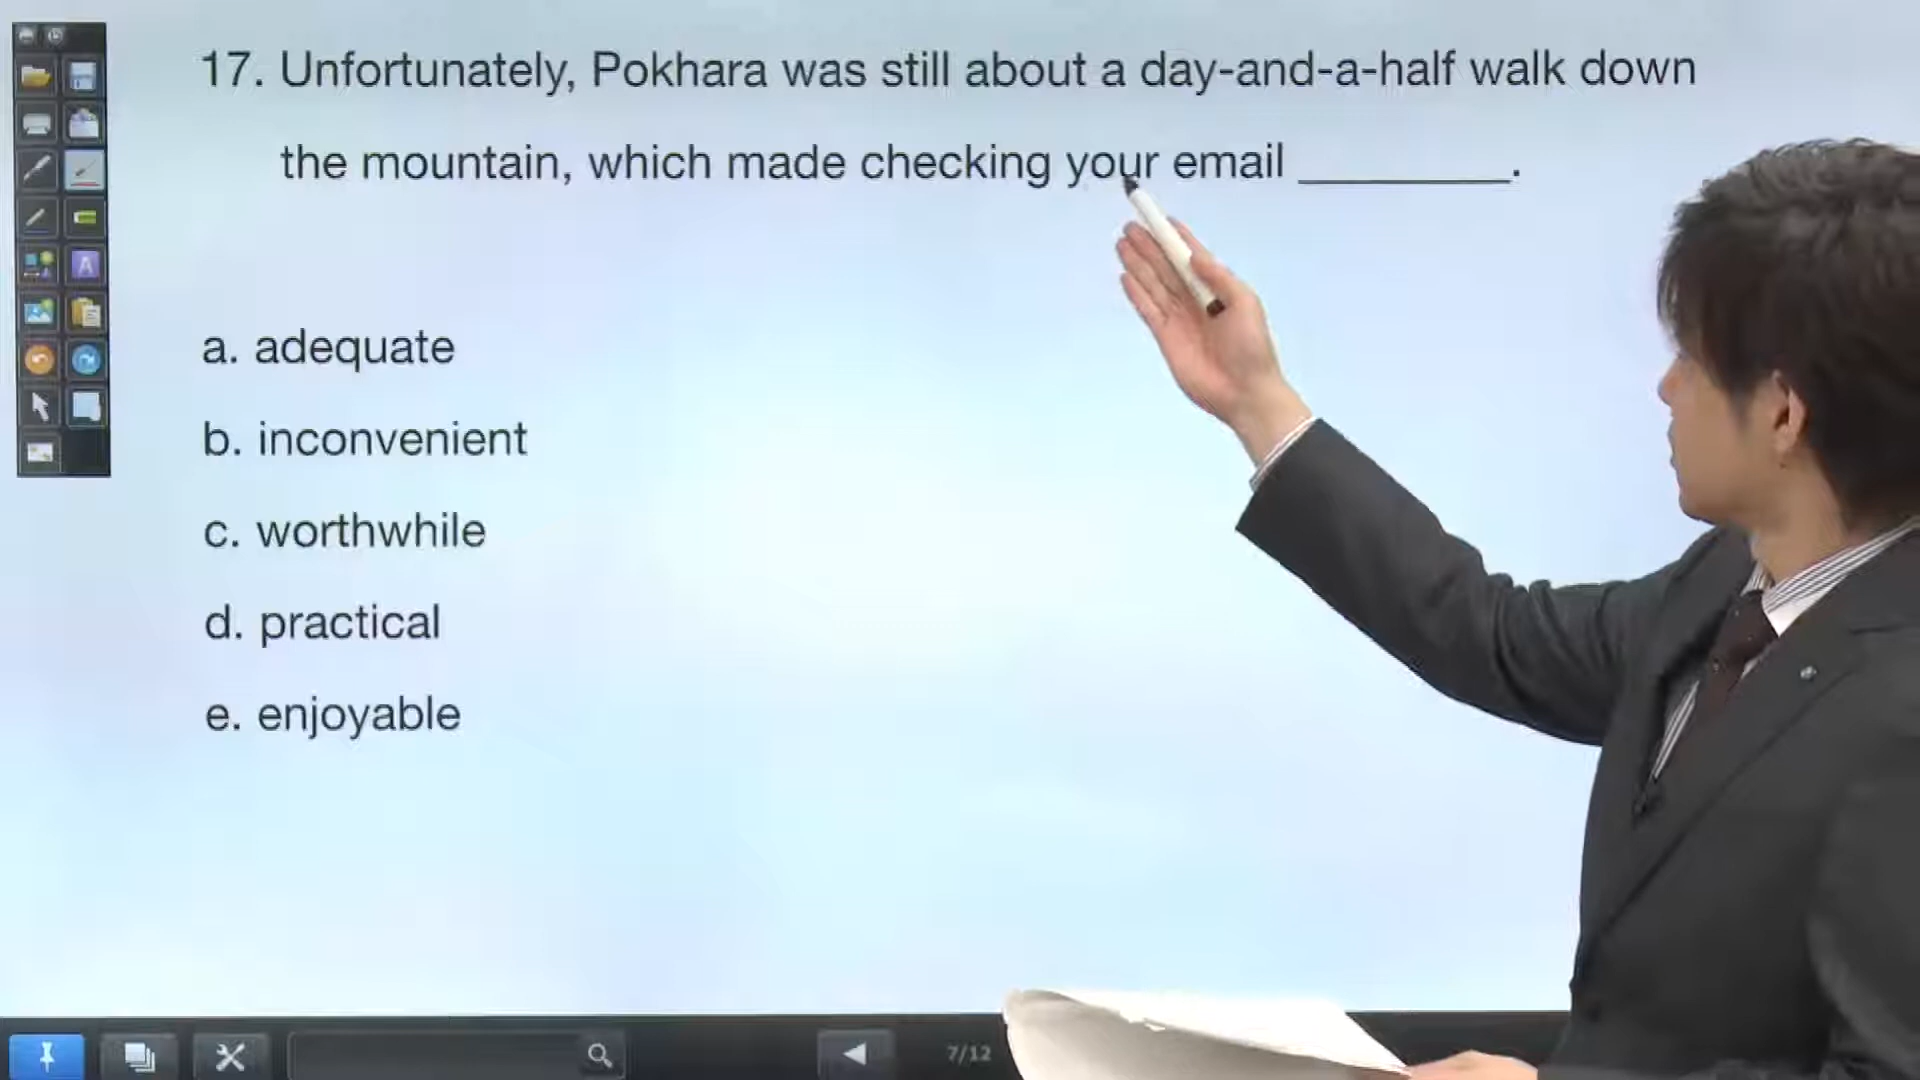 17. Unfortunately, Pokhara was still about a day-and-a-half walk down
the mountain, which made checking your email ________.
a. adequate
b. inconvenient
c. worthwhile
d. practical
e. enjoyable
7/12